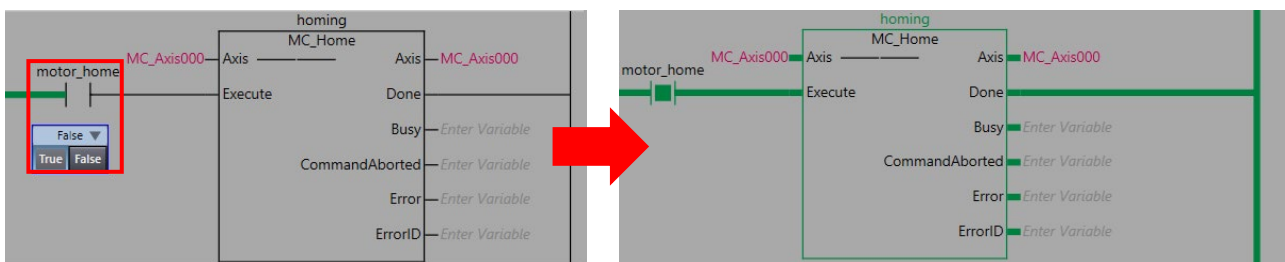 homing
MC_Home
MC_Axis000 Axis Axis MC_Axis000
motor_home
Execute Done
False
True False
Busy Enter Variable
CommandAborted Enter Variable
Error Enter Variable
ErrorID Enter Variable
homing
MC_Home
MC_Axis000 Axis Axis MC_Axis000
motor_home
Execute Done
Busy Enter Variable
CommandAborted Enter Variable
Error Enter Variable
ErrorID Enter Variable